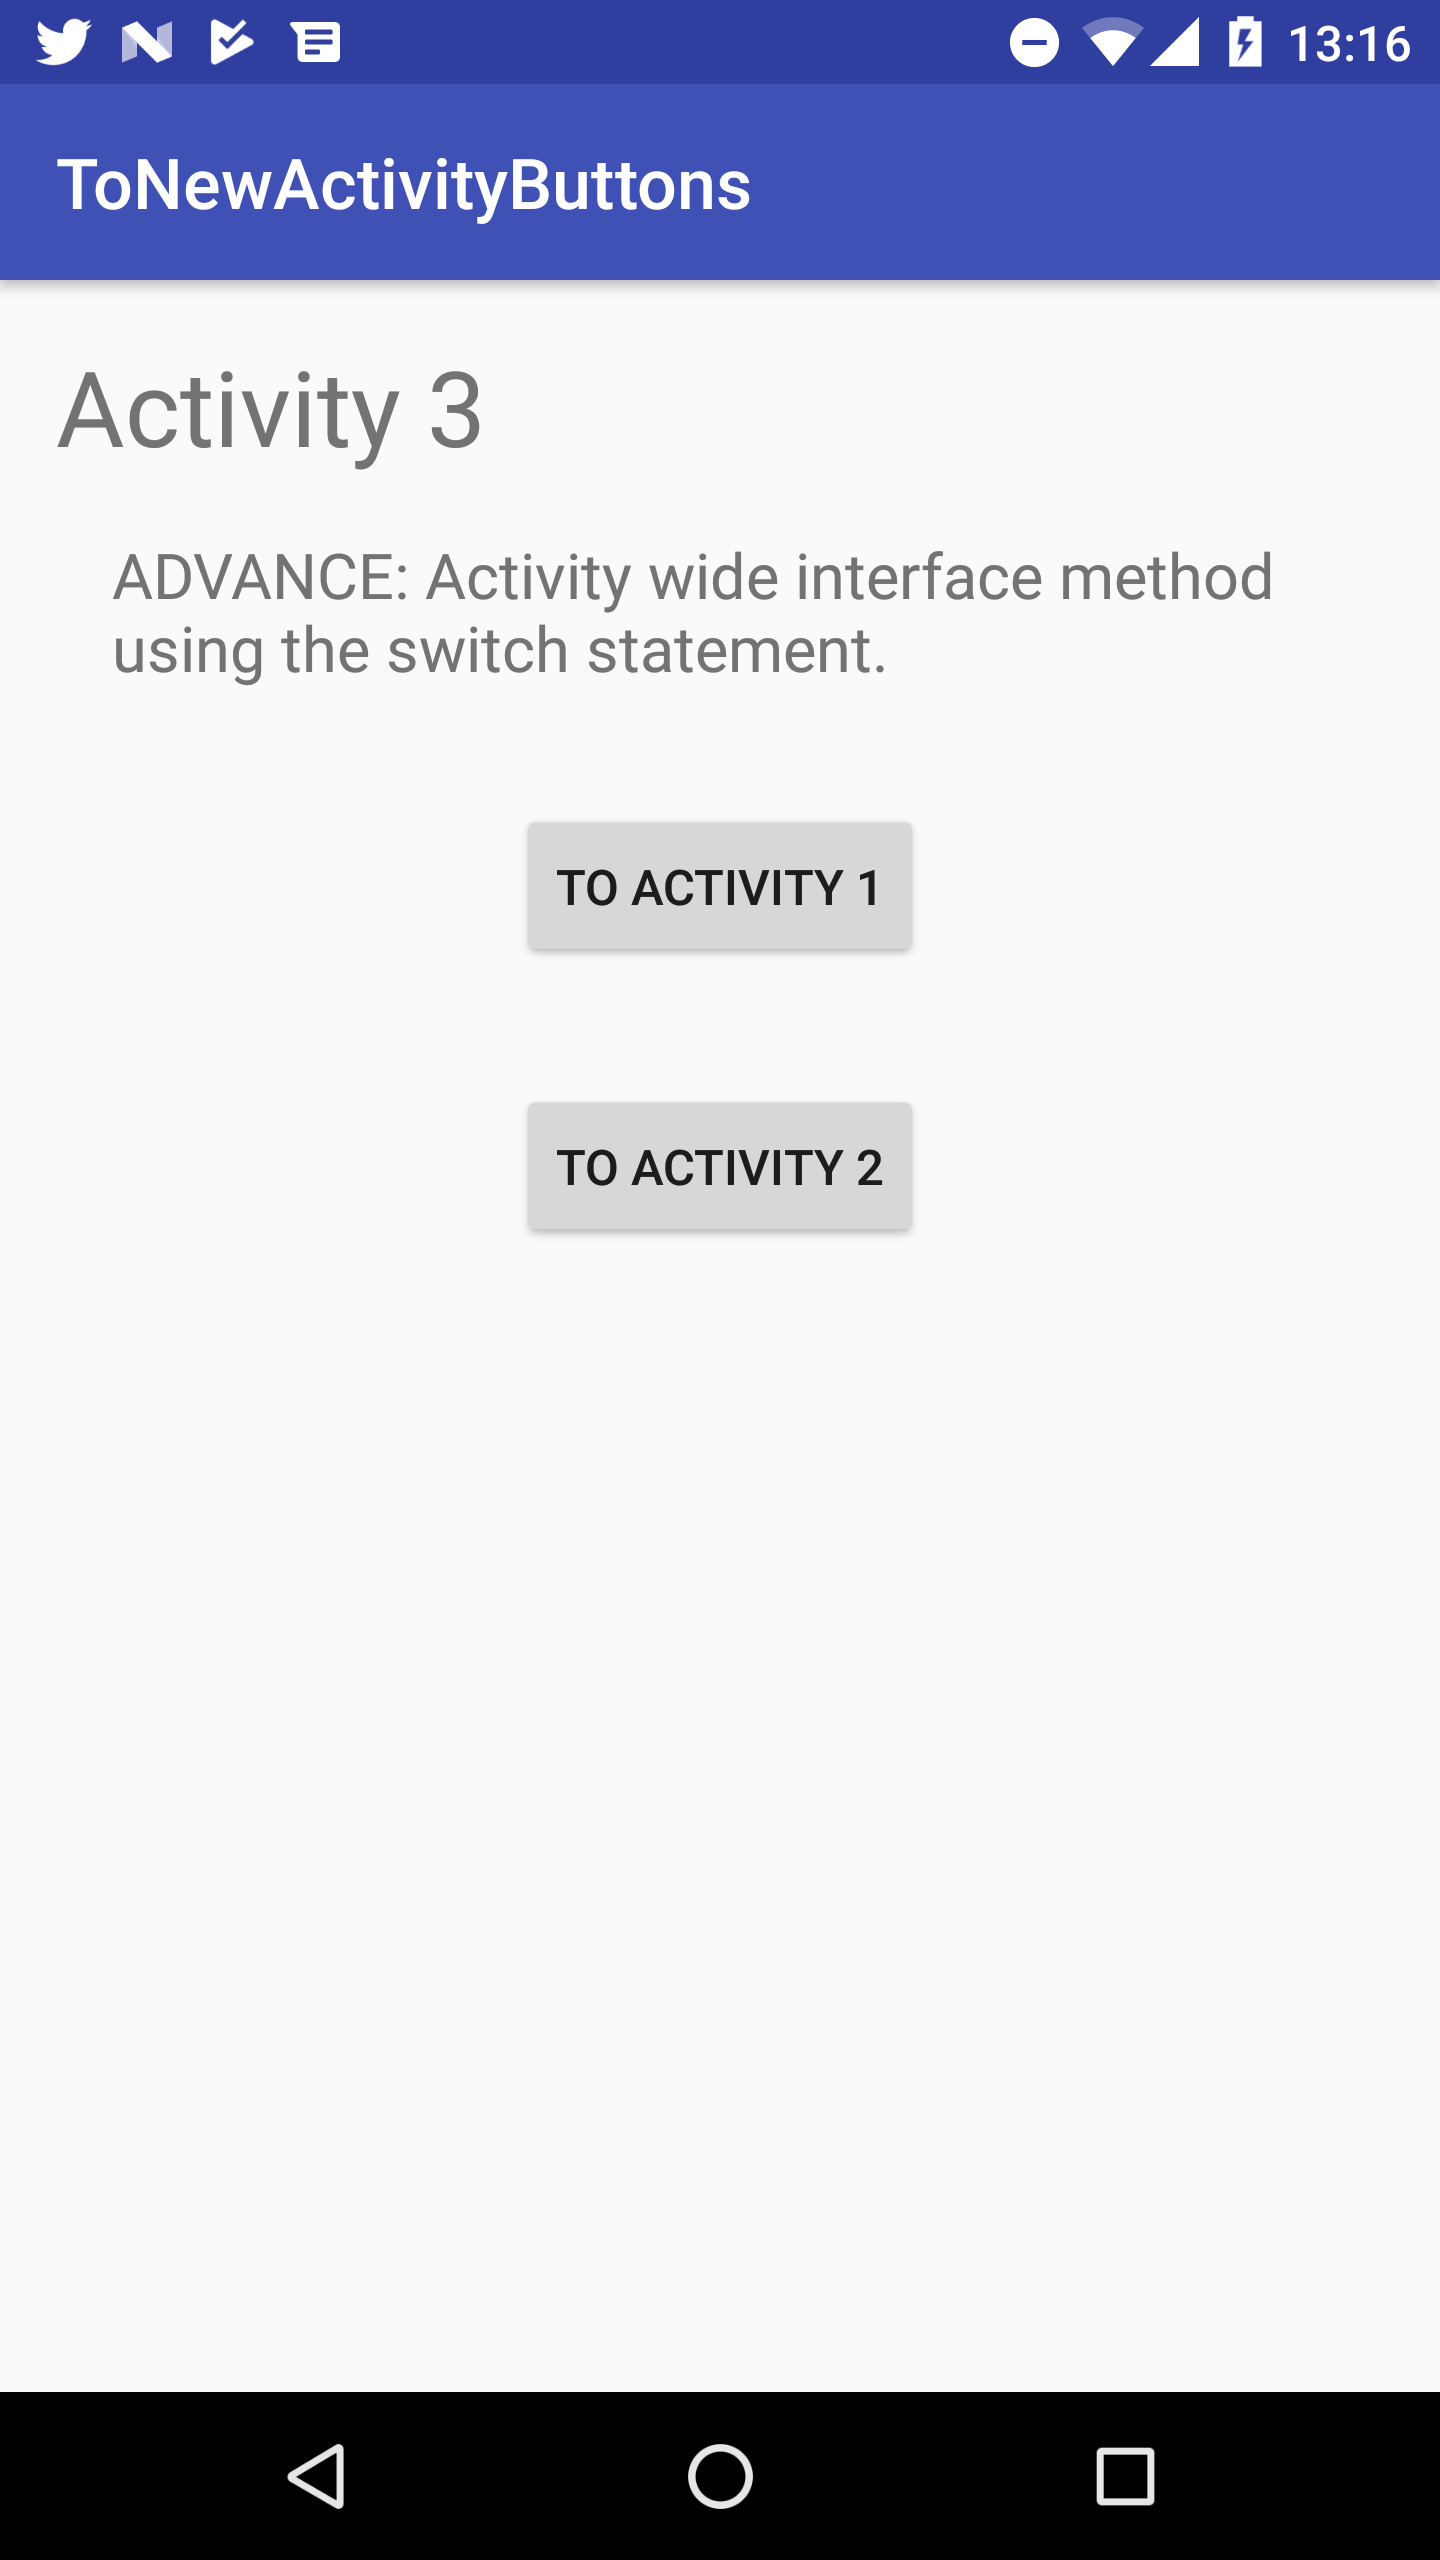 13:16
ToNewActivityButtons
Activity 3
ADVANCE: Activity wide interface method
using the switch statement.
TO ACTIVITY 1
TO ACTIVITY 2